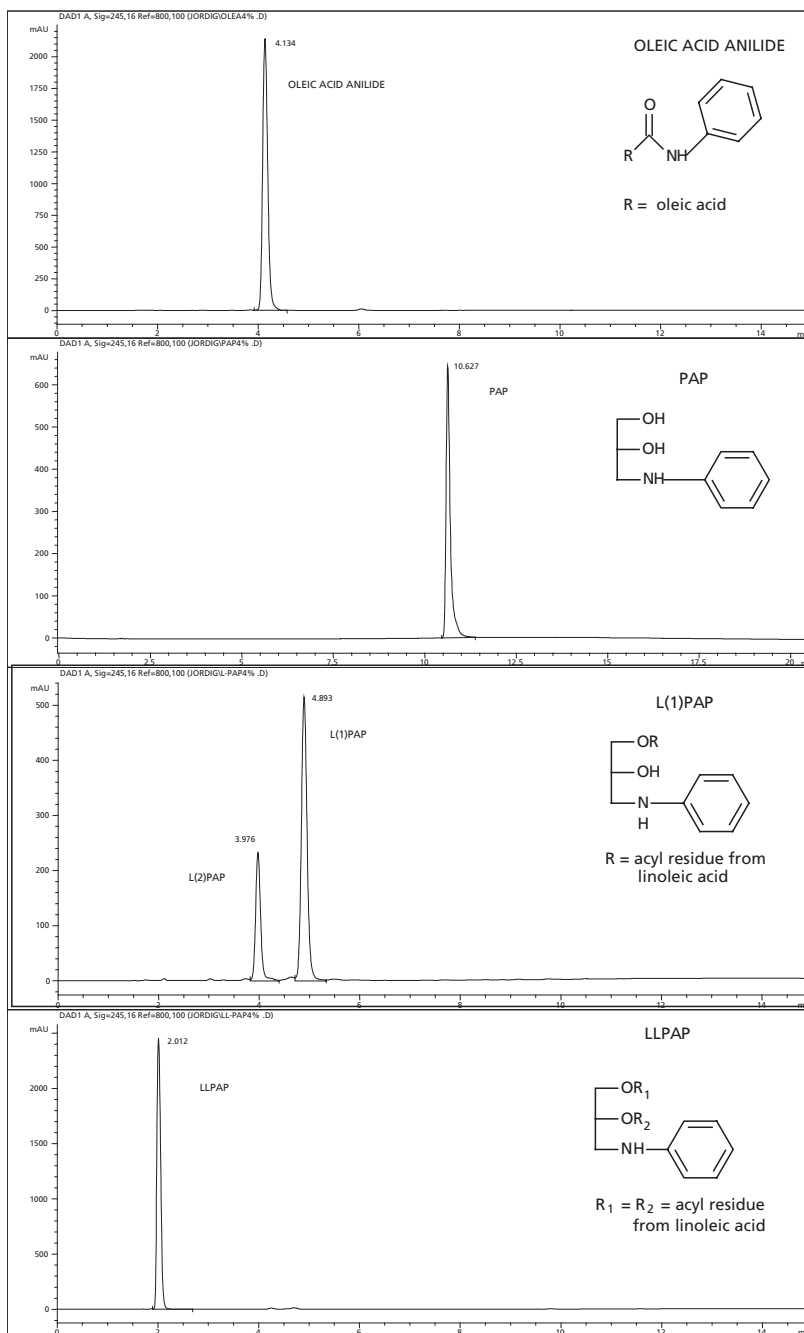 DAD1 A, Sig=245,16 Ref=800,100 (JORDIG\OLEA4% .D)
mAU
4.134
OLEIC ACID ANILIDE
OLEIC ACID ANILIDE
2000
1750
1500
1250
1000
750
500
250
0
O
R
NH
R = oleic acid
0 2 4 6 8 10 12 14 m
DAD1 A, Sig=245,16 Ref=800,100 (JORDIG\PAP4% .D)
mAU
10.627
PAP
PAP
600
500
400
300
200
100
0
OH
OH
NH
0 2.5 5 7.5 10 12.5 15 17.5 20
DAD1 A, Sig=245,16 Ref=800,100 (JORDIG\L-PAP4% .D)
mAU
4.893
L(1)PAP
L(1)PAP
3.976
L(2)PAP
500
400
300
200
100
0
OR
OH
N
H
R = acyl residue from
linoleic acid
0 2 4 6 8 10 12 14 m
DAD1 A, Sig=245,16 Ref=800,100 (JORDIG\LL-PAP4% .D)
mAU
2.012
LLPAP
LLPAP
2000
1500
1000
500
0
OR1
OR2
NH
R1 = R2 = acyl residue
from linoleic acid
0 2 4 6 8 10 12 14 m